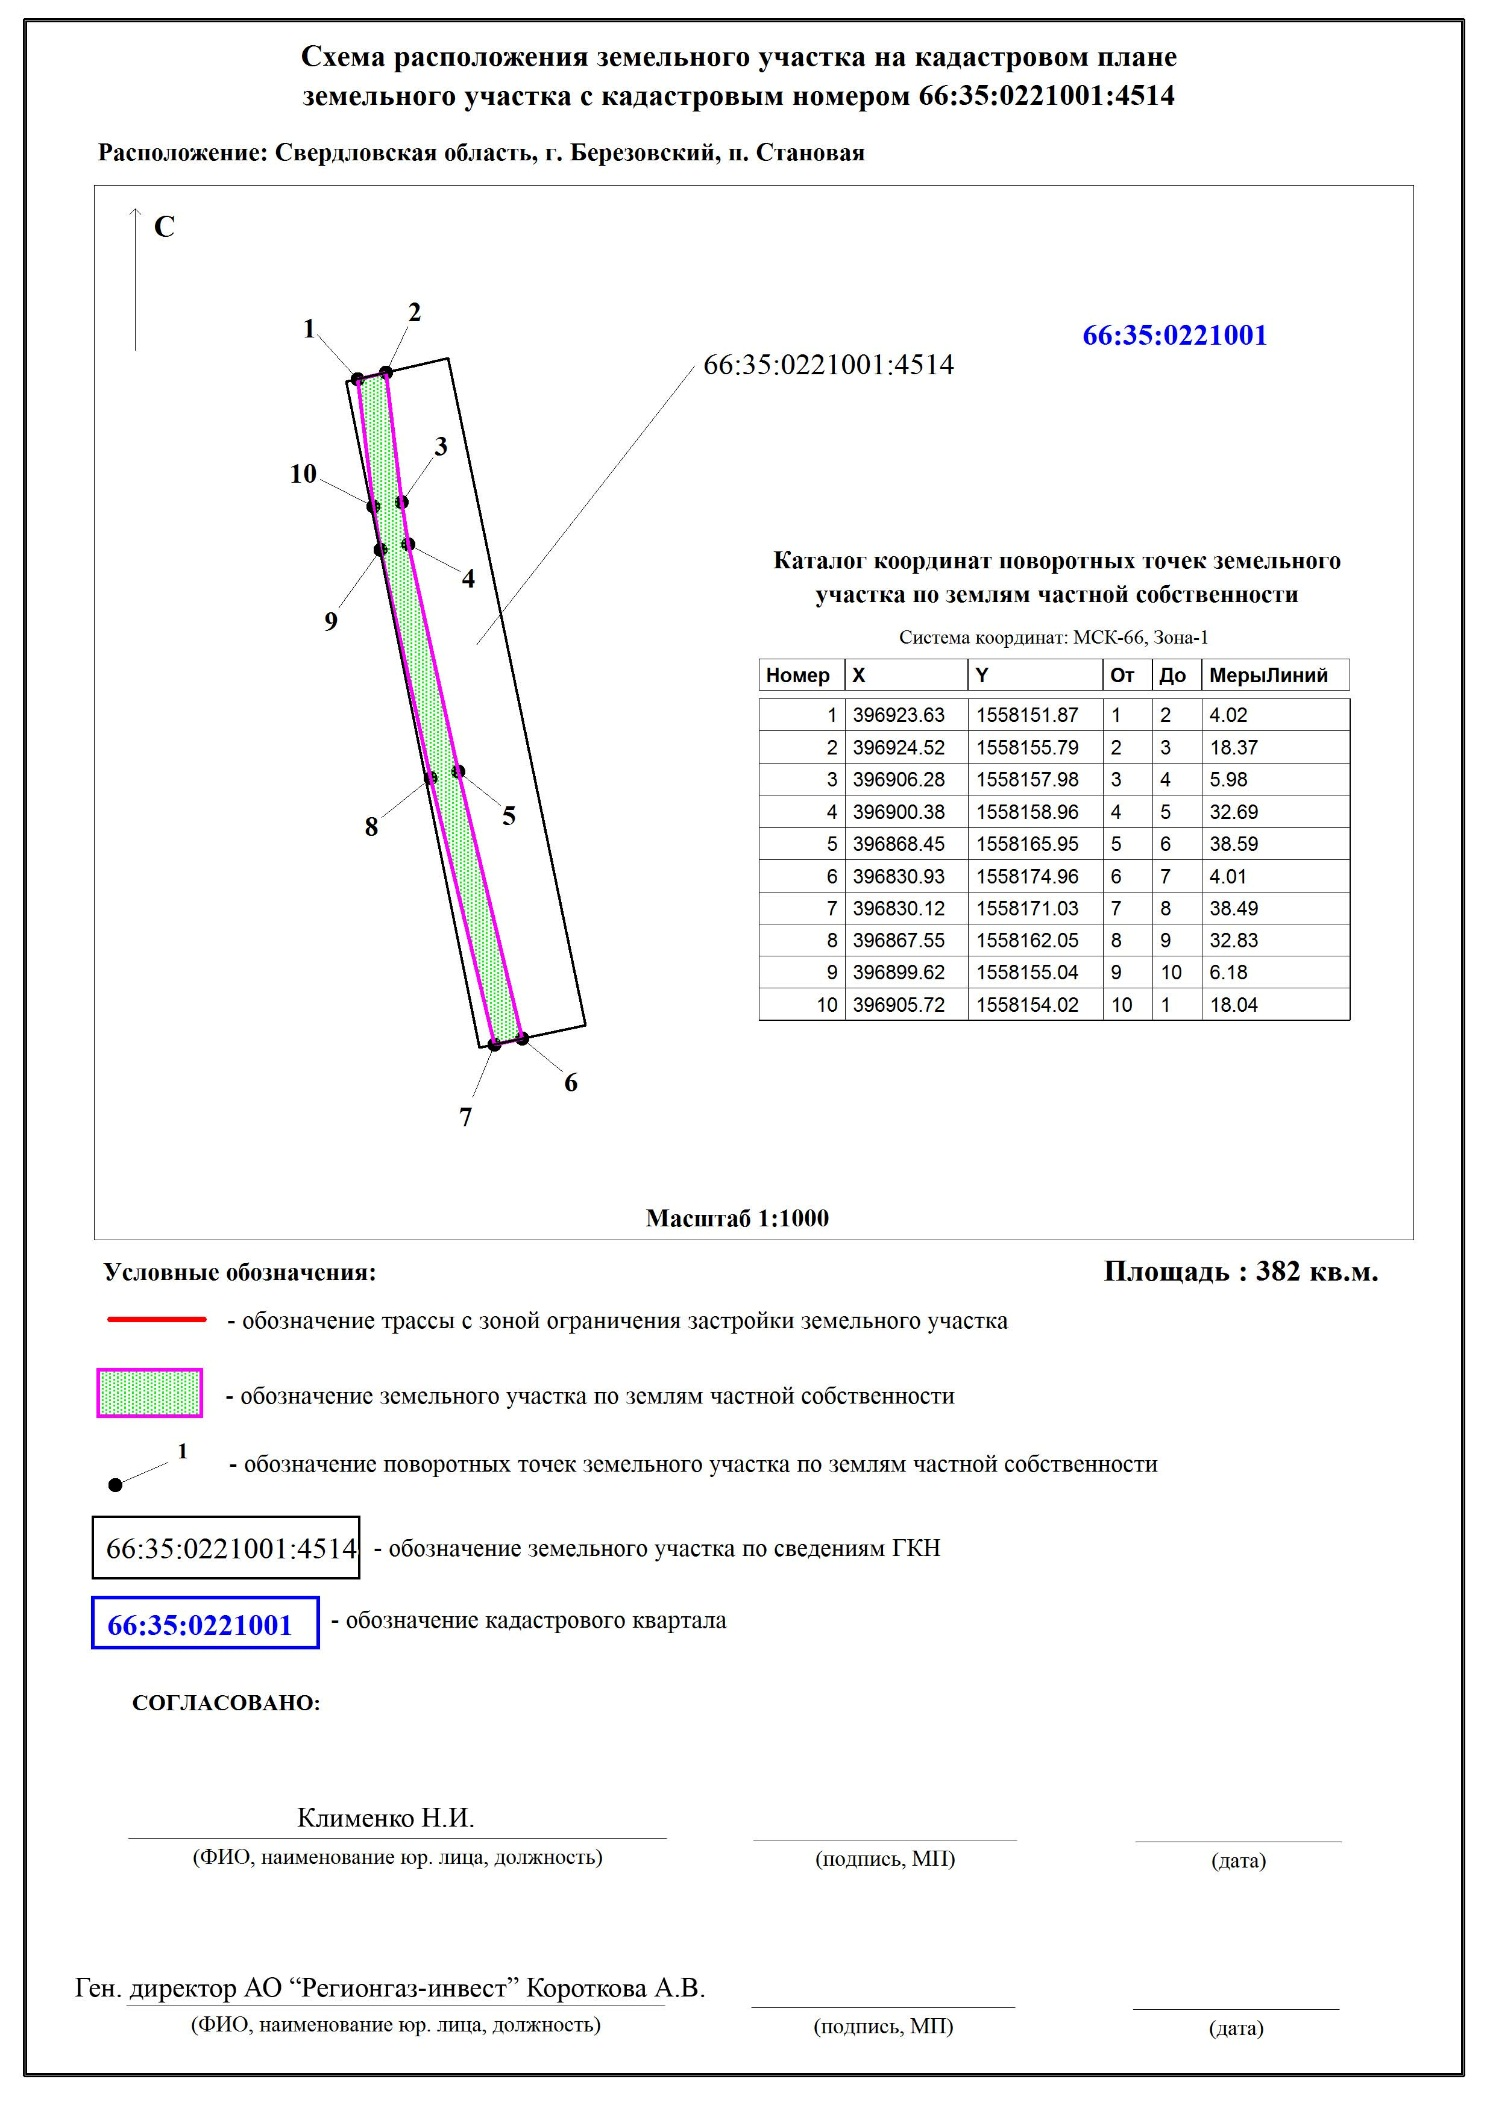 Схема расположения земельного участка на кадастровом плане
земельного участка с кадастровым номером 66:35:0221001:4514
Расположение: Свердловская область, г. Березовский, п. Становая
С
1
2
66:35:0221001
66:35:0221001:4514
3
10
4
9
5
8
6
7
Каталог координат поворотных точек земельного
участка по землям частной собственности
Система координат: МСК-66, Зона-1
Номер X Y От До МерыЛиний
1 396923.63 1558151.87 1 2 4.02
2 396924.52 1558155.79 2 3 18.37
3 396906.28 1558157.98 3 4 5.98
4 396900.38 1558158.96 4 5 32.69
5 396868.45 1558165.95 5 6 38.59
6 396830.93 1558174.96 6 7 4.01
7 396830.12 1558171.03 7 8 38.49
8 396867.55 1558162.05 8 9 32.83
9 396899.62 1558155.04 9 10 6.18
10 396905.72 1558154.02 10 1 18.04
Масштаб 1:1000
Условные обозначения:
Площадь : 382 кв.м.
- обозначение трассы с зоной ограничения застройки земельного участка
- обозначение земельного участка по землям частной собственности
1
- обозначение поворотных точек земельного участка по землям частной собственности
66:35:0221001:4514 - обозначение земельного участка по сведениям ГКН
66:35:0221001 - обозначение кадастрового квартала
СОГЛАСОВАНО:
Клименко Н.И.
(ФИО, наименование юр. лица, должность) (подпись, МП) (дата)
Ген. директор АО “Регионгаз-инвест” Короткова А.В.
(ФИО, наименование юр. лица, должность) (подпись, МП) (дата)